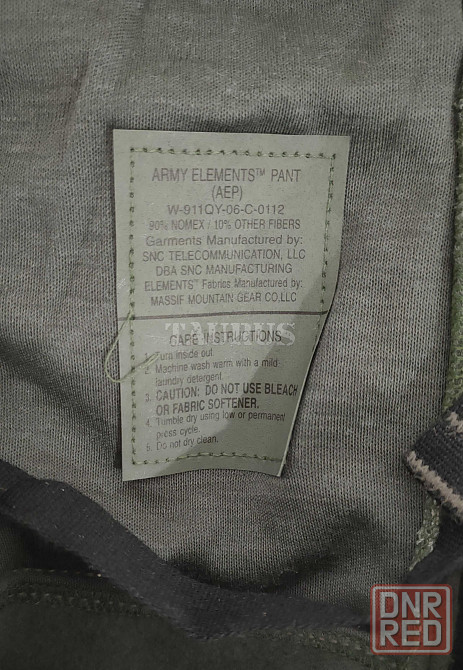 ARMY ELEMENTS™ PANT
(AEP)
W-911QY-06-C-0112
90% NOMEX / 10% OTHER FIBERS
Garments Manufactured by:
SNC TELECOMMUNICATION, LLC
DBA SNC MANUFACTURING
ELEMENTS™ Fabrics Manufactured by:
MASSIF MOUNTAIN GEAR CO,LLC
TAURUS
CARE INSTRUCTIONS
1. Turn inside out.
2. Machine wash warm with a mild
laundry detergent.
3. CAUTION: DO NOT USE BLEACH
OR FABRIC SOFTENER.
4. Tumble dry using low or permanent
press cycle.
5. Do not dry clean.
DNR
RED